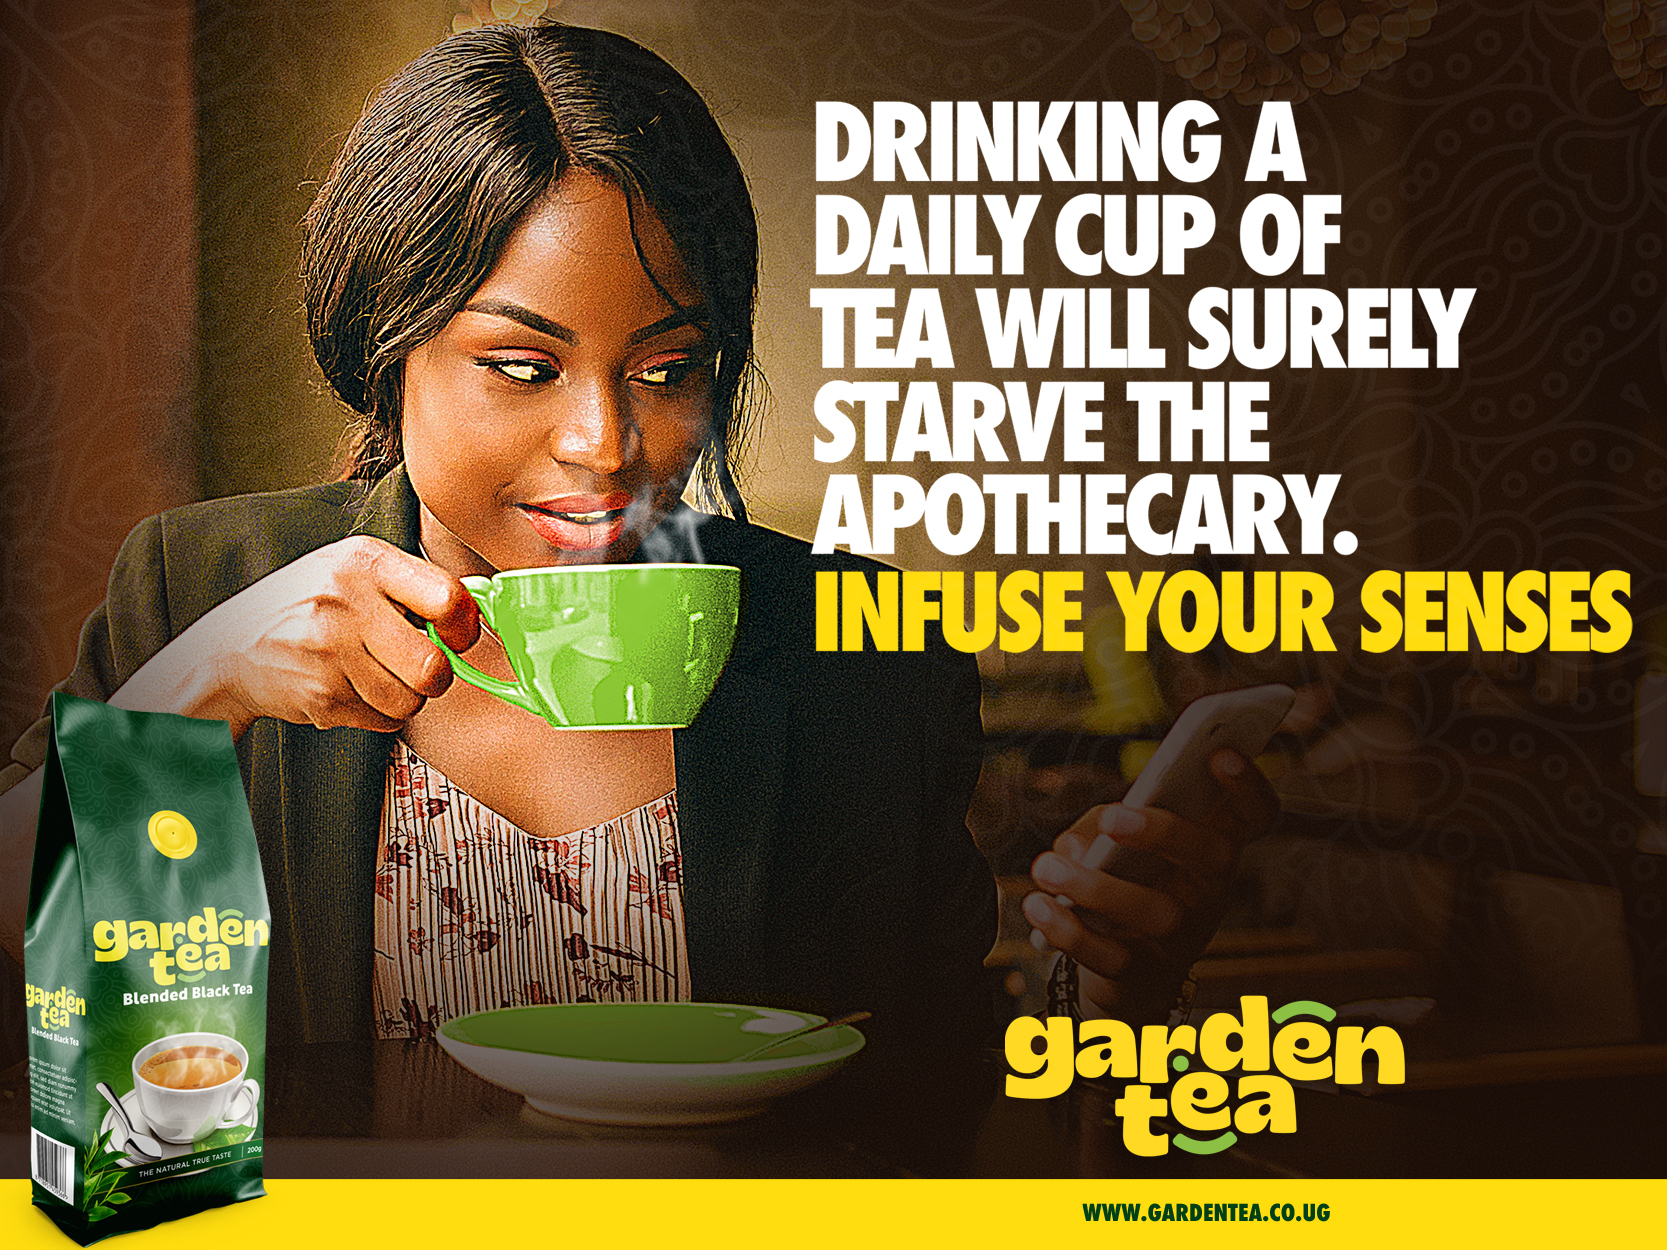 DRINKING A
DAILY CUP OF
TEA WILL SURELY
STARVE THE
APOTHECARY.
INFUSE YOUR SENSES
garden
tea
Blended Black Tea
garden
tea
Blended Black Tea
THE NATURAL TRUE TASTE | 200g
garden
tea
WWW.GARDENTEA.CO.UG